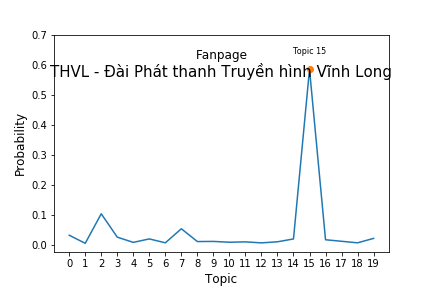 0.7
Topic 15
Fanpage
0.6
THVL - Đài Phát thanh Truyền hình Vĩnh Long
0.5
0.4
Probability
0.3
0.2
0.1
0.0
0 1 2 3 4 5 6 7 8 9 10 11 12 13 14 15 16 17 18 19
Topic